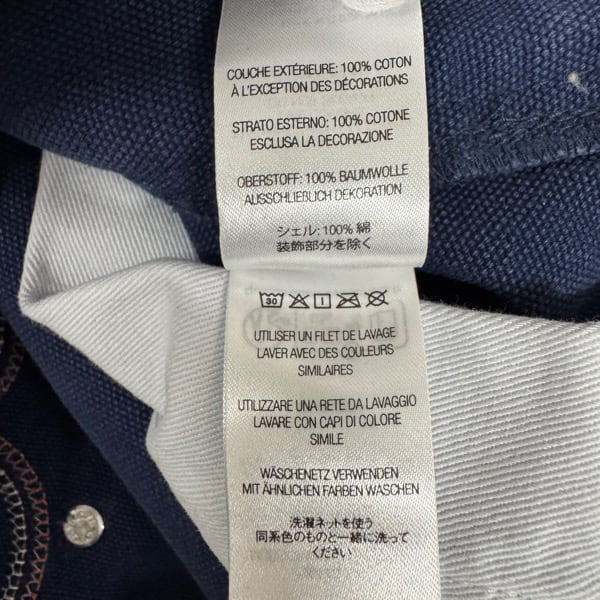 COUCHE EXTÉRIEURE: 100% COTON
À L'EXCEPTION DES DÉCORATIONS
STRATO ESTERNO: 100% COTONE
ESCLUSA LA DECORAZIONE
OBERSTOFF: 100% BAUMWOLLE
AUSSCHLIEßLICH DEKORATION
シェル: 100% 綿
装飾部分を除く
30
UTILISER UN FILET DE LAVAGE
LAVER AVEC DES COULEURS
SIMILAIRES
UTILIZZARE UNA RETE DA LAVAGGIO
LAVARE CON CAPI DI COLORE
SIMILE
WÄSCHENETZ VERWENDEN
MIT ÄHNLICHEN FARBEN WASCHEN
洗濯ネットを使う
同系色のものと一緒に洗って
ください